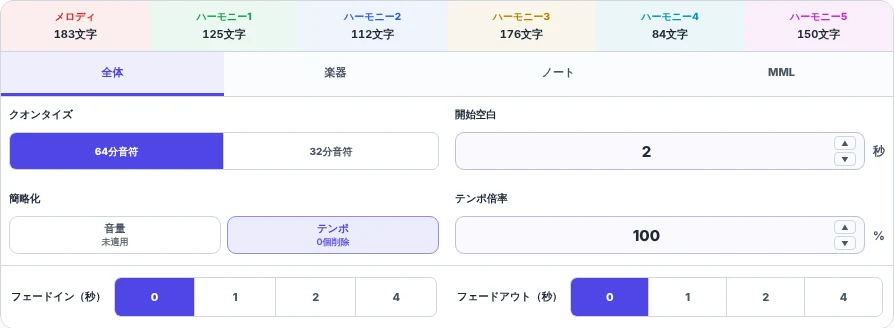 メロディ ハーモニー1 ハーモニー2 ハーモニー3 ハーモニー4 ハーモニー5
183文字 125文字 112文字 176文字 84文字 150文字
全体 楽器 ノート MML
クオンタイズ 開始空白
64分音符 32分音符 2 秒
簡略化 テンポ倍率
音量 テンポ 100 %
未適用 0個削除
フェードイン（秒） 0 1 2 4 フェードアウト（秒） 0 1 2 4